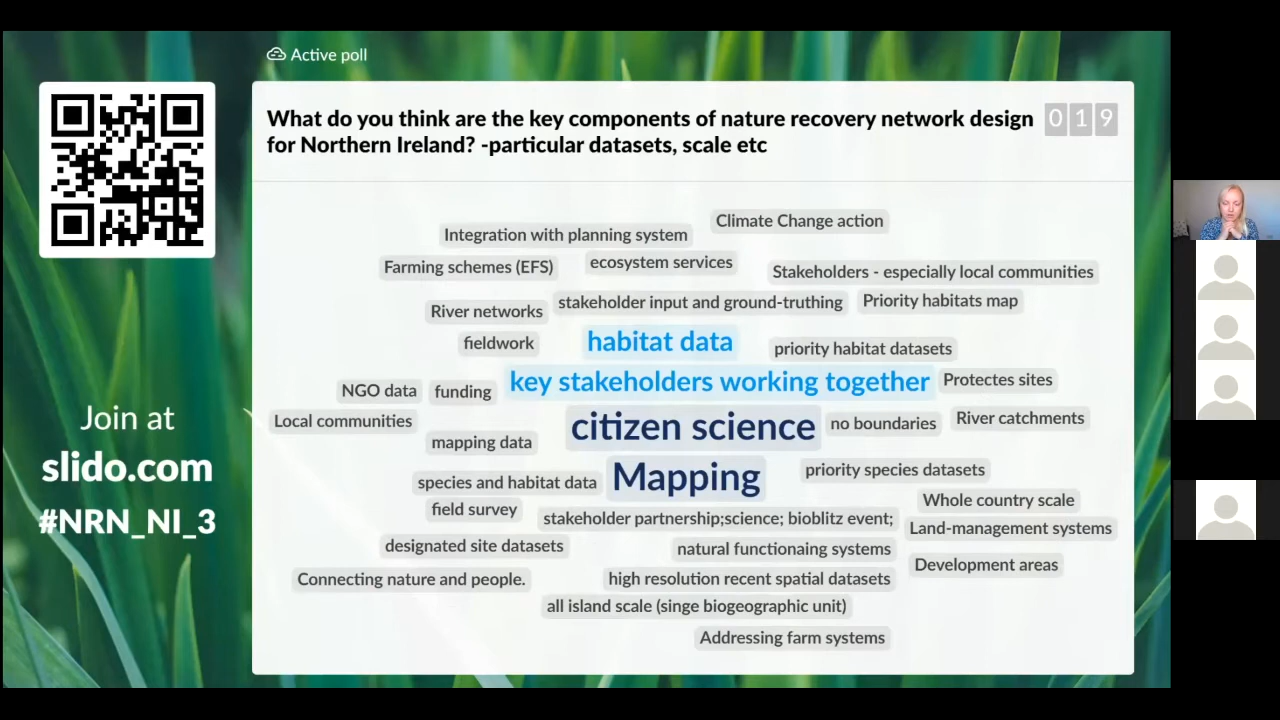 Active poll
What do you think are the key components of nature recovery network design
for Northern Ireland? -particular datasets, scale etc
019
Climate Change action
Integration with planning system
ecosystem services
Farming schemes (EFS)
Stakeholders - especially local communities
stakeholder input and ground-truthing
Priority habitats map
River networks
habitat data
fieldwork
priority habitat datasets
key stakeholders working together
Protectes sites
NGO data
funding
Local communities
citizen science
no boundaries
River catchments
mapping data
Mapping
priority species datasets
species and habitat data
Whole country scale
field survey
stakeholder partnership;science; bioblitz event;
Land-management systems
designated site datasets
natural functionaing systems
Development areas
Connecting nature and people.
high resolution recent spatial datasets
all island scale (singe biogeographic unit)
Addressing farm systems
Join at
slido.com
#NRN_NI_3